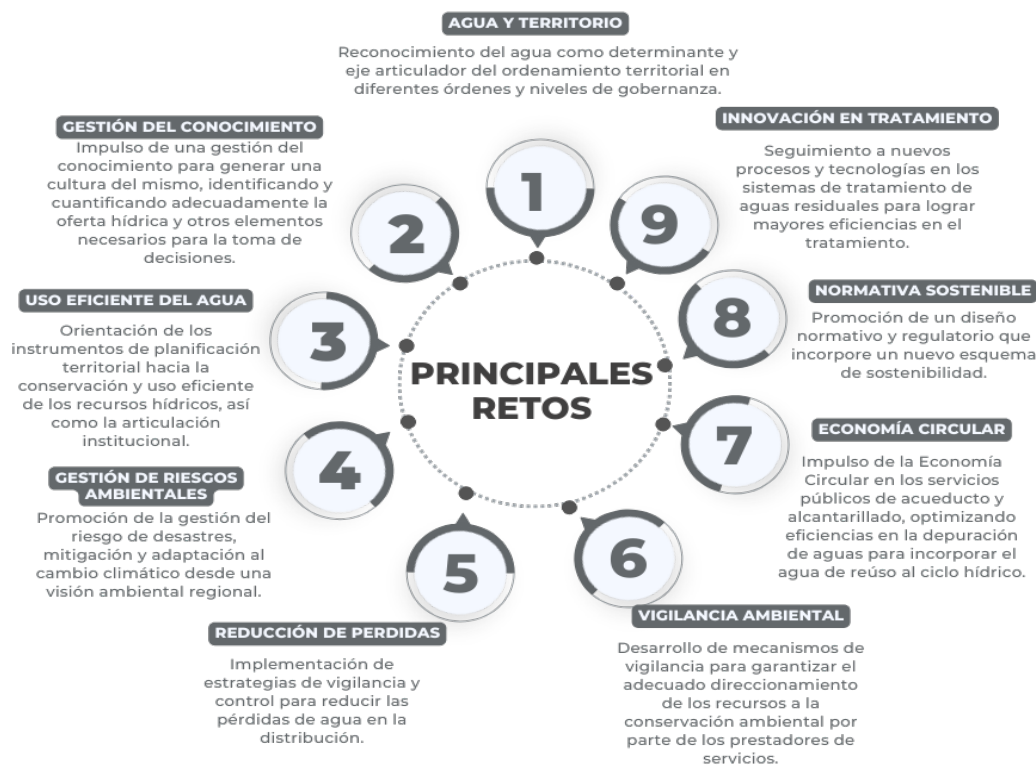 AGUA Y TERRITORIO
Reconocimiento del agua como determinante y
eje articulador del ordenamiento territorial en
diferentes órdenes y niveles de gobernanza.
1
GESTIÓN DEL CONOCIMIENTO
Impulso de una gestión del
conocimiento para generar una
cultura del mismo, identificando y
cuantificando adecuadamente la
oferta hídrica y otros elementos
necesarios para la toma de
decisiones.
2
USO EFICIENTE DEL AGUA
Orientación de los
instrumentos de planificación
territorial hacia la
conservación y uso eficiente
de los recursos hídricos, así
como la articulación
institucional.
3
GESTIÓN DE RIESGOS
AMBIENTALES
Promoción de la gestión del
riesgo de desastres,
mitigación y adaptación al
cambio climático desde una
visión ambiental regional.
4
REDUCCIÓN DE PERDIDAS
Implementación de
estrategias de vigilancia y
control para reducir las
pérdidas de agua en la
distribución.
5
VIGILANCIA AMBIENTAL
Desarrollo de mecanismos de
vigilancia para garantizar el
adecuado direccionamiento
de los recursos a la
conservación ambiental por
parte de los prestadores de
servicios.
6
ECONOMÍA CIRCULAR
Impulso de la Economía
Circular en los servicios
públicos de acueducto y
alcantarillado, optimizando
eficiencias en la depuración
de aguas para incorporar el
agua de reúso al ciclo hídrico.
7
NORMATIVA SOSTENIBLE
Promoción de un diseño
normativo y regulatorio que
incorpore un nuevo esquema
de sostenibilidad.
8
INNOVACIÓN EN TRATAMIENTO
Seguimiento a nuevos
procesos y tecnologías en los
sistemas de tratamiento de
aguas residuales para lograr
mayores eficiencias en el
tratamiento.
9
PRINCIPALES
RETOS